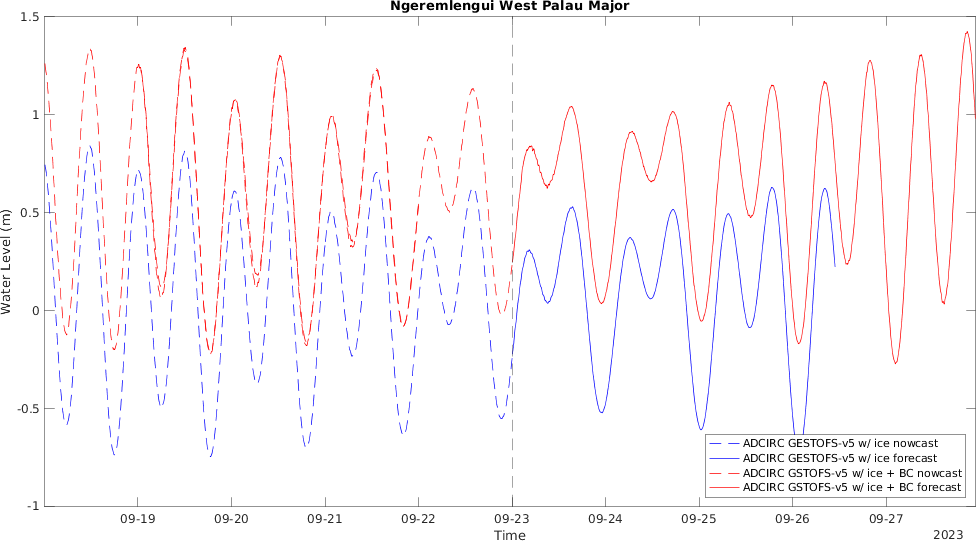 Ngeremlengui West Palau Major
1.5
1
0.5
0
-0.5
-1
Water Level (m)
ADCIRC GESTOFS-v5 w/ ice nowcast
ADCIRC GESTOFS-v5 w/ ice forecast
ADCIRC GSTOFS-v5 w/ ice + BC nowcast
ADCIRC GSTOFS-v5 w/ ice + BC forecast
09-19 09-20 09-21 09-22 09-23 09-24 09-25 09-26 09-27
Time
2023